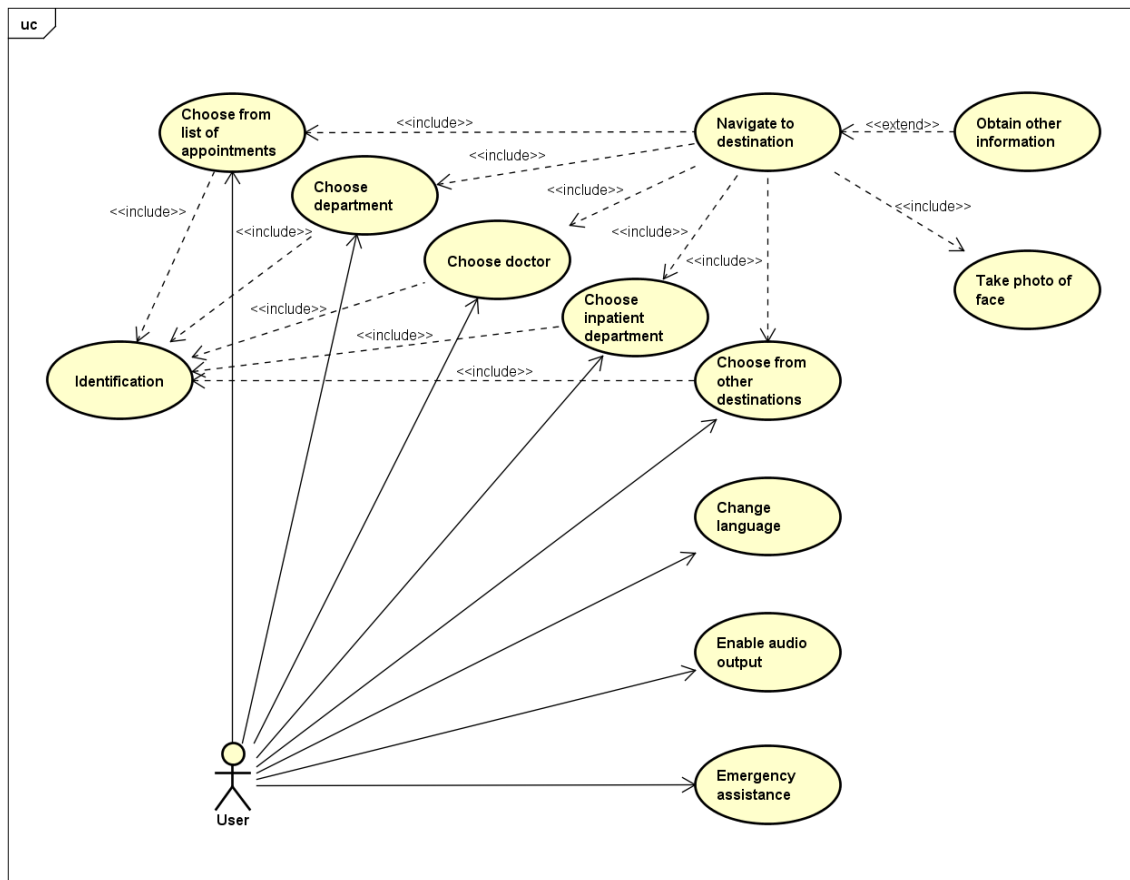 uc
Choose from
list of
appointments
<<include>>
Navigate to
destination
<<extend>>
Obtain other
information
<<include>>
Choose
department
<<include>>
<<include>>
<<include>>
<<include>>
<<include>>
Choose doctor
<<include>>
Take photo of
face
Choose
inpatient
department
<<include>>
<<include>>
Identification
<<include>>
Choose from
other
destinations
Change
language
Enable audio
output
Emergency
assistance
User